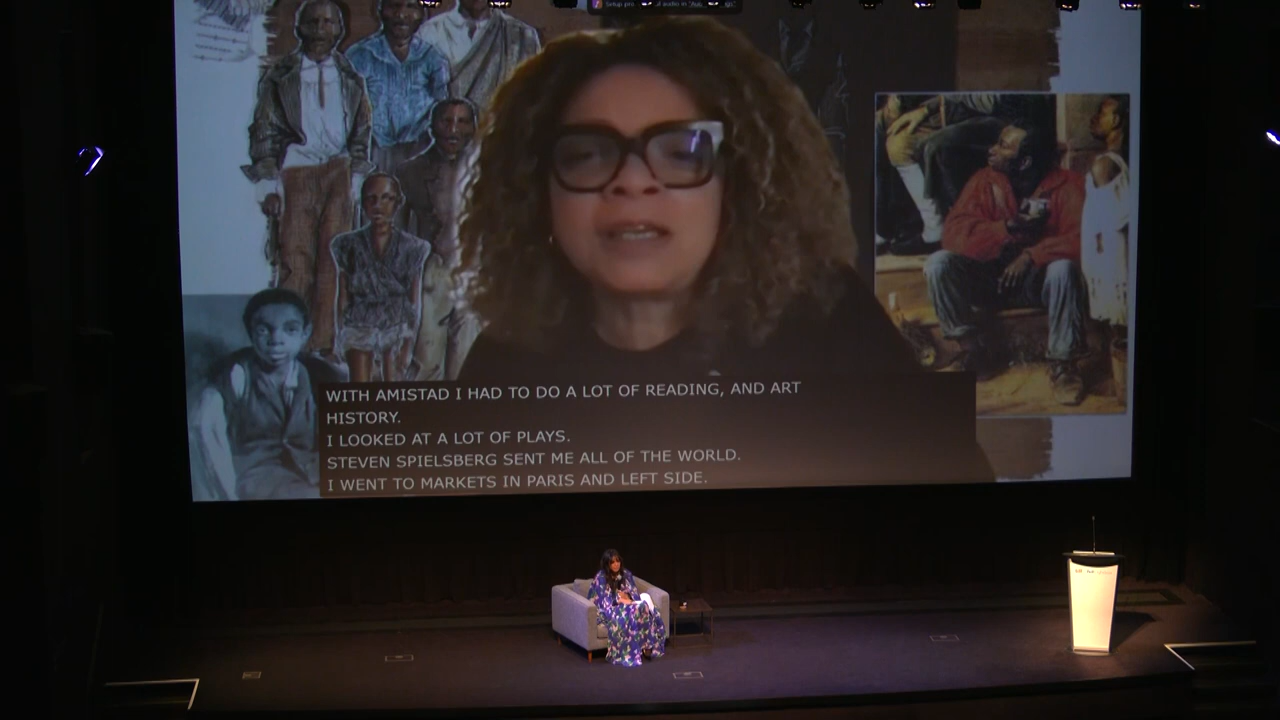 WITH AMISTAD I HAD TO DO A LOT OF READING, AND ART
HISTORY.
I LOOKED AT A LOT OF PLAYS.
STEVEN SPIELSBERG SENT ME ALL OF THE WORLD.
I WENT TO MARKETS IN PARIS AND LEFT SIDE.